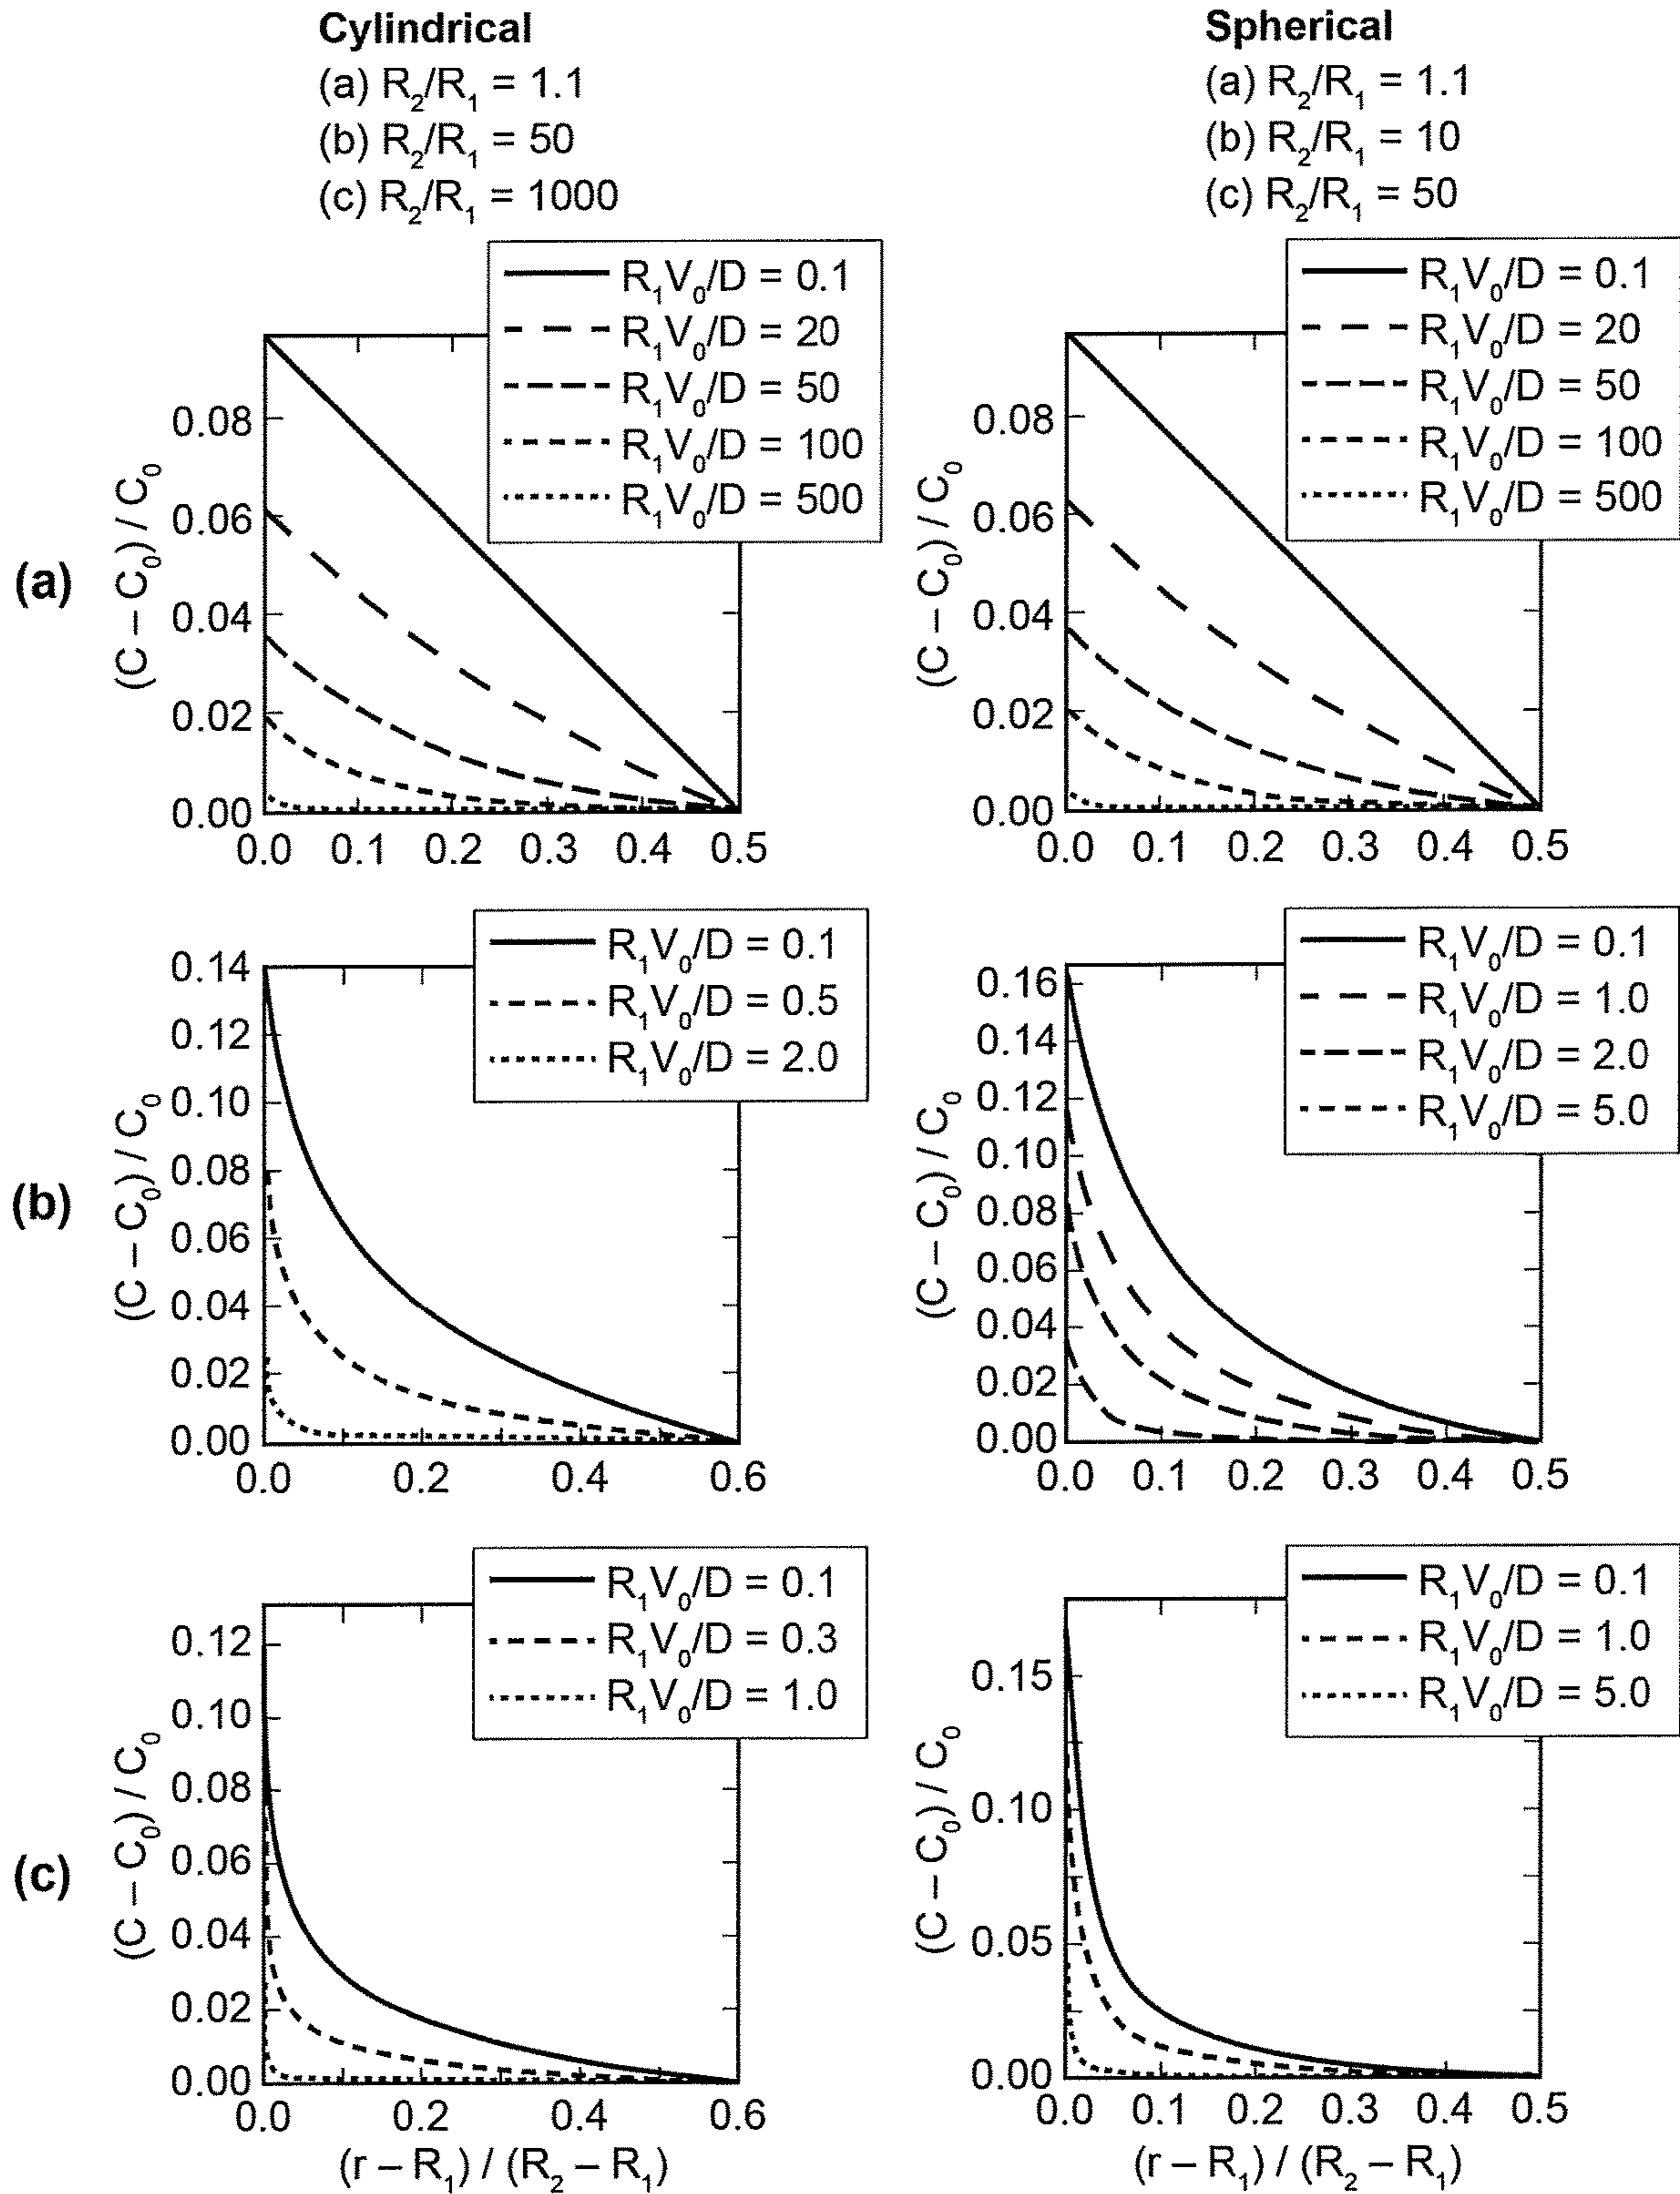 Cylindrical
(a) R₂/R₁ = 1.1
(b) R₂/R₁ = 50
(c) R₂/R₁ = 1000
Spherical
(a) R₂/R₁ = 1.1
(b) R₂/R₁ = 10
(c) R₂/R₁ = 50
(a)
R₁V₀/D = 0.1
R₁V₀/D = 20
R₁V₀/D = 50
R₁V₀/D = 100
R₁V₀/D = 500
(C – C₀) / C₀
0.08
0.06
0.04
0.02
0.00
0.0 0.1 0.2 0.3 0.4 0.5
R₁V₀/D = 0.1
R₁V₀/D = 20
R₁V₀/D = 50
R₁V₀/D = 100
R₁V₀/D = 500
(C – C₀) / C₀
0.08
0.06
0.04
0.02
0.00
0.0 0.1 0.2 0.3 0.4 0.5
(b)
R₁V₀/D = 0.1
R₁V₀/D = 0.5
R₁V₀/D = 2.0
(C – C₀) / C₀
0.14
0.12
0.10
0.08
0.06
0.04
0.02
0.00
0.0 0.2 0.4 0.6
R₁V₀/D = 0.1
R₁V₀/D = 1.0
R₁V₀/D = 2.0
R₁V₀/D = 5.0
(C – C₀) / C₀
0.16
0.14
0.12
0.10
0.08
0.06
0.04
0.02
0.00
0.0 0.1 0.2 0.3 0.4 0.5
(c)
R₁V₀/D = 0.1
R₁V₀/D = 0.3
R₁V₀/D = 1.0
(C – C₀) / C₀
0.12
0.10
0.08
0.06
0.04
0.02
0.00
0.0 0.2 0.4 0.6
(r – R₁) / (R₂ – R₁)
R₁V₀/D = 0.1
R₁V₀/D = 1.0
R₁V₀/D = 5.0
(C – C₀) / C₀
0.15
0.10
0.05
0.00
0.0 0.1 0.2 0.3 0.4 0.5
(r – R₁) / (R₂ – R₁)